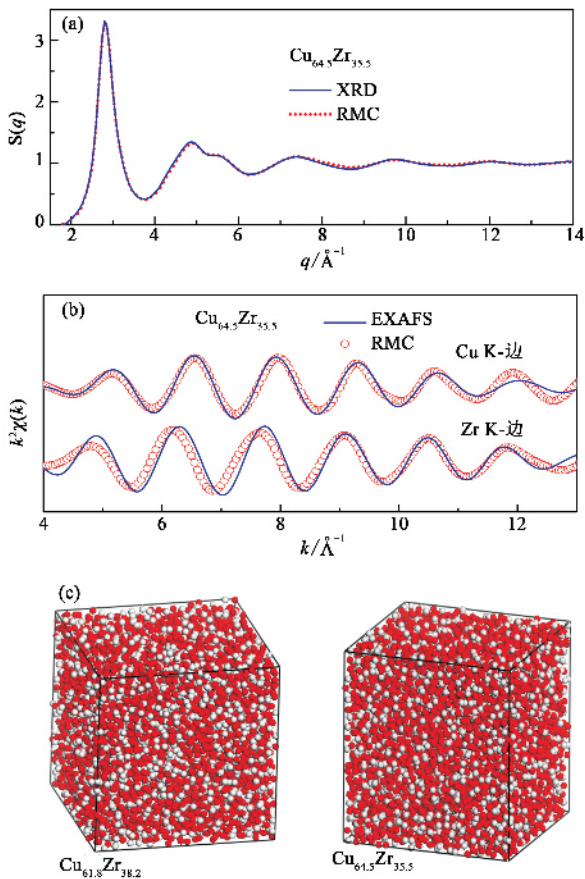 (a)
Cu64.5Zr35.5
XRD
RMC
S(q)
3
2
1
0
2 4 6 8 10 12 14
q/Å⁻¹
(b)
Cu64.5Zr35.5
EXAFS
RMC
Cu K-边
Zr K-边
k²χ(k)
4 6 8 10 12
k/Å⁻¹
(c)
Cu61.8Zr38.2
Cu64.5Zr35.5